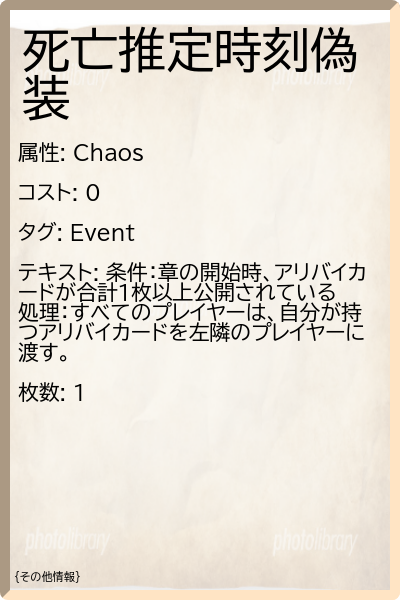 死亡推定時刻偽
装
photolibrary
photolibrary
属性: Chaos
コスト: 0
タグ: Event
テキスト: 条件：章の開始時、アリバイカ
ードが合計1枚以上公開されている
処理：すべてのプレイヤーは、自分が持
つアリバイカードを左隣のプレイヤーに
渡す。
枚数: 1
photolibrary
photolibrary
{その他情報}